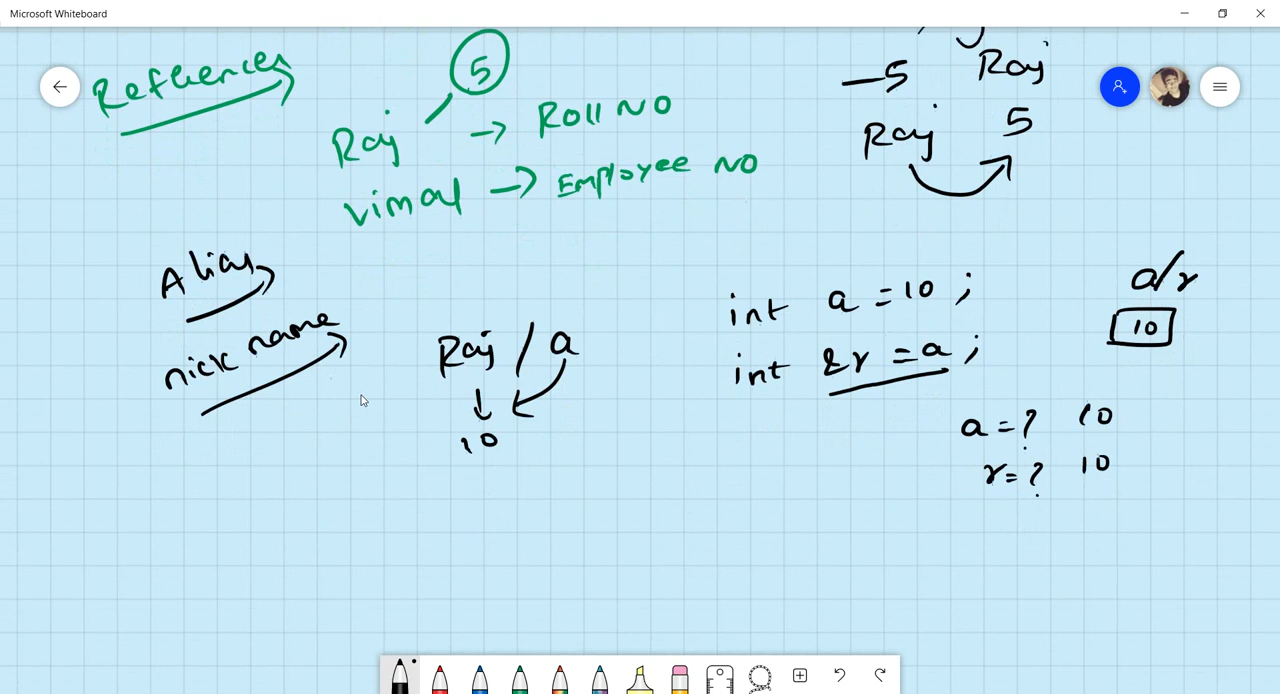 Microsoft Whiteboard
Refrences
5
Raj → Roll NO
Vimal → Employee NO
5 Raj
Raj 5
Alias
nick name
Raj / a
10
int a = 10 ;
int &r = a ;
a/r
10
a = ? 10
r = ? 10